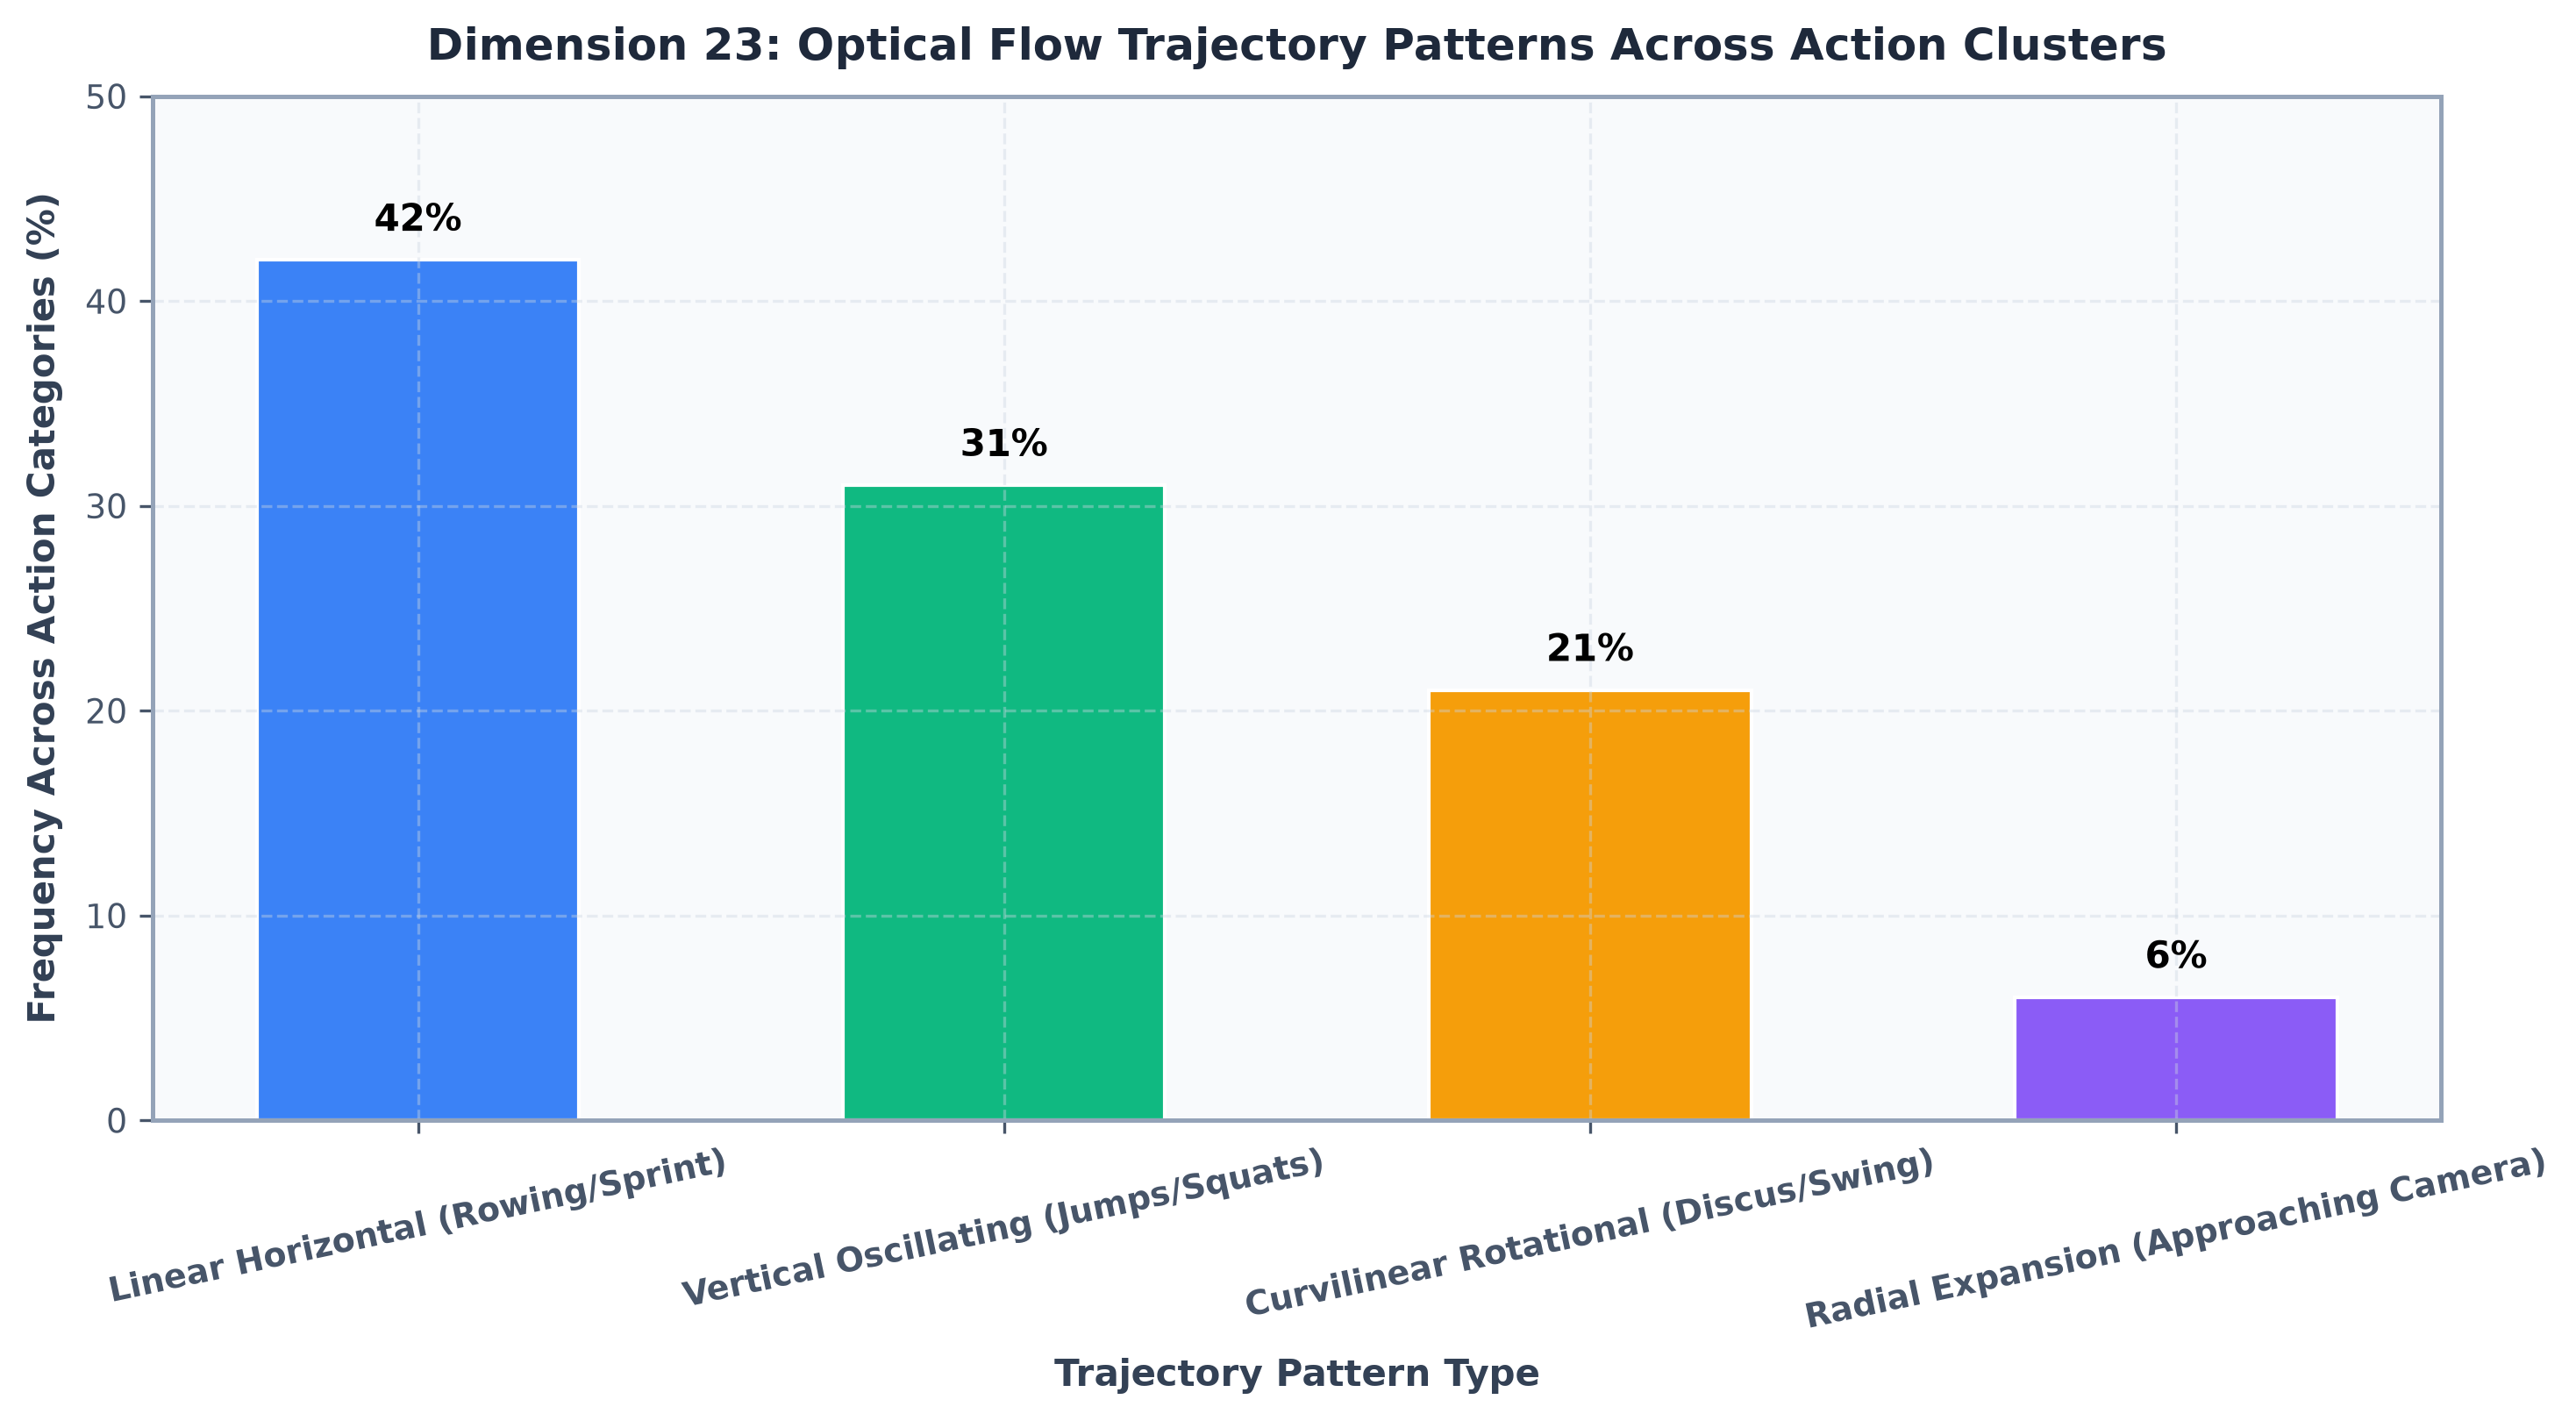 Dimension 23: Optical Flow Trajectory Patterns Across Action Clusters
Frequency Across Action Categories (%)
50
40
30
20
10
0
42%
31%
21%
6%
Linear Horizontal (Rowing/Sprint)
Vertical Oscillating (Jumps/Squats)
Curvilinear Rotational (Discus/Swing)
Radial Expansion (Approaching Camera)
Trajectory Pattern Type